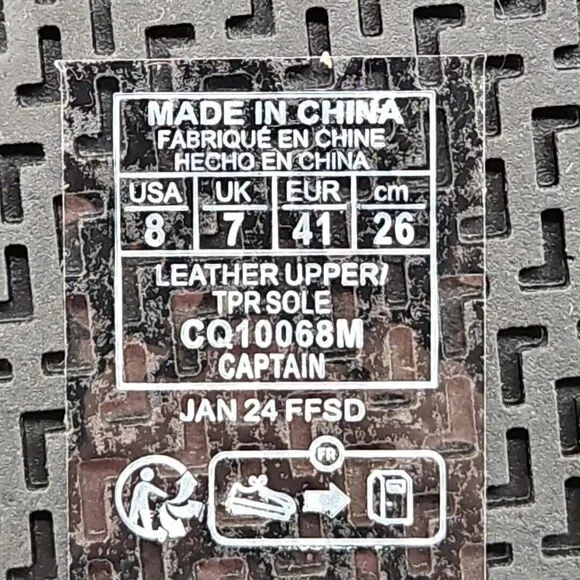 MADE IN CHINA
FABRIQUÉ EN CHINE
HECHO EN CHINA
USA UK EUR cm
8 7 41 26
LEATHER UPPER/
TPR SOLE
CQ10068M
CAPTAIN
JAN 24 FFSD
FR